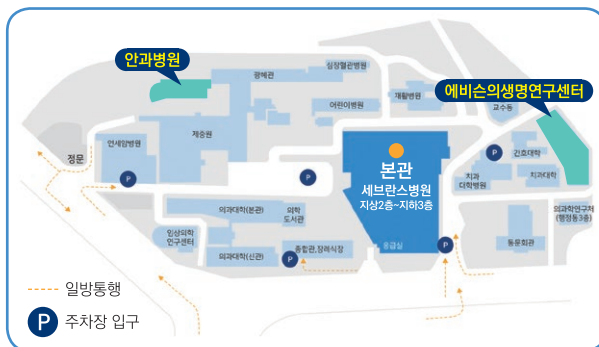 안과병원
심장혈관병원
광혜관
에비슨의생명연구센터
재활병원
교수동
어린이병원
제중원
연세암병원
정문
P
P
P
간호대학
본관
세브란스병원
지상2층~지하3층
치과
대학병원
치과대학
의과대학(본관)
의학
도서관
의과학연구처
(행정동3층)
임상의학
연구센터
의과대학(신관)
종합관,장례식장
P
응급실
P
동문회관
일방통행
P 주차장 입구